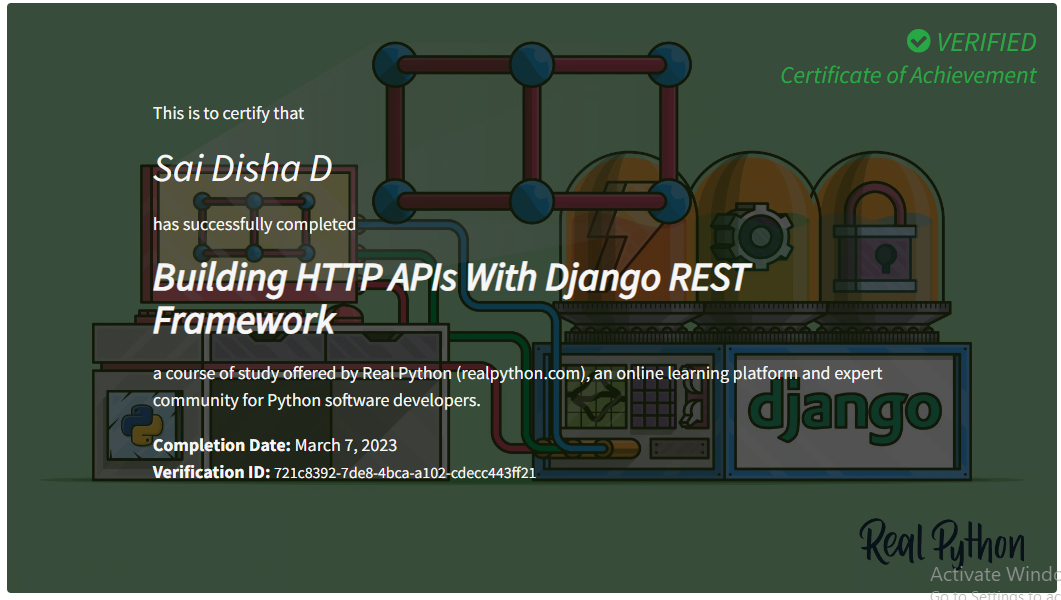 VERIFIED
Certificate of Achievement
This is to certify that
Sai Disha D
has successfully completed
Building HTTP APIs With Django REST
Framework
a course of study offered by Real Python (realpython.com), an online learning platform and expert
community for Python software developers.
Completion Date: March 7, 2023
Verification ID: 721c8392-7de8-4bca-a102-cdecc443ff21
django
Real Python
Activate Windo
Go to Settings to ac